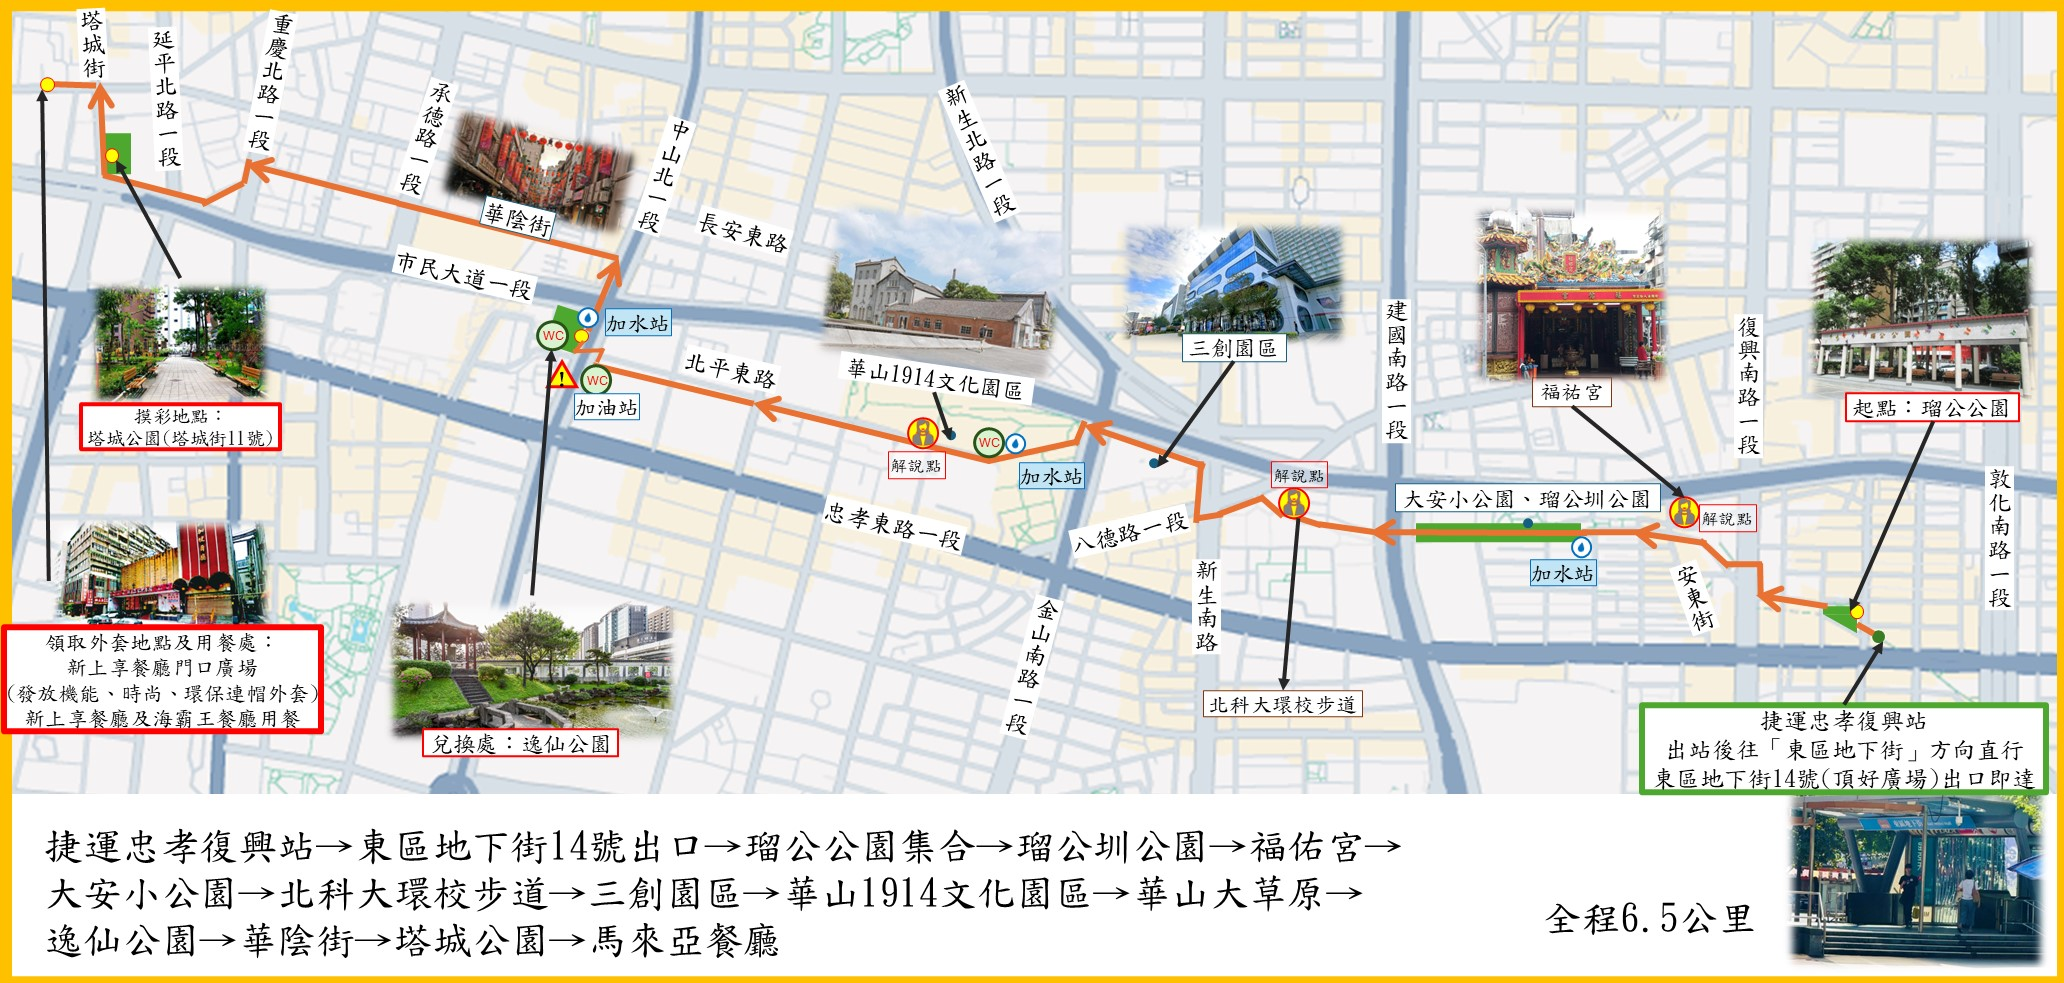 塔城街
延平北路一段
重慶北路一段
承德路一段
中山北一段
新生北路一段
華陰街
長安東路
市民大道一段
加水站
WC
WC
加油站
北平東路
華山1914文化園區
三創園區
建國南路一段
福祐宮
復興南路一段
起點：瑠公公園
摸彩地點：
塔城公園(塔城街11號)
解說點
WC
加水站
解說點
大安小公園、瑠公圳公園
解說點
敦化南路一段
忠孝東路一段
八德路一段
新生南路
加水站
安東街
金山南路一段
領取外套地點及用餐處：
新上享餐廳門口廣場
(發放機能、時尚、環保連帽外套)
新上享餐廳及海霸王餐廳用餐
兌換處：逸仙公園
北科大環校步道
捷運忠孝復興站
出站後往「東區地下街」方向直行
東區地下街14號(頂好廣場)出口即達
捷運忠孝復興站→東區地下街14號出口→瑠公公園集合→瑠公圳公園→福佑宮→
大安小公園→北科大環校步道→三創園區→華山1914文化園區→華山大草原→
逸仙公園→華陰街→塔城公園→馬來亞餐廳
全程6.5公里